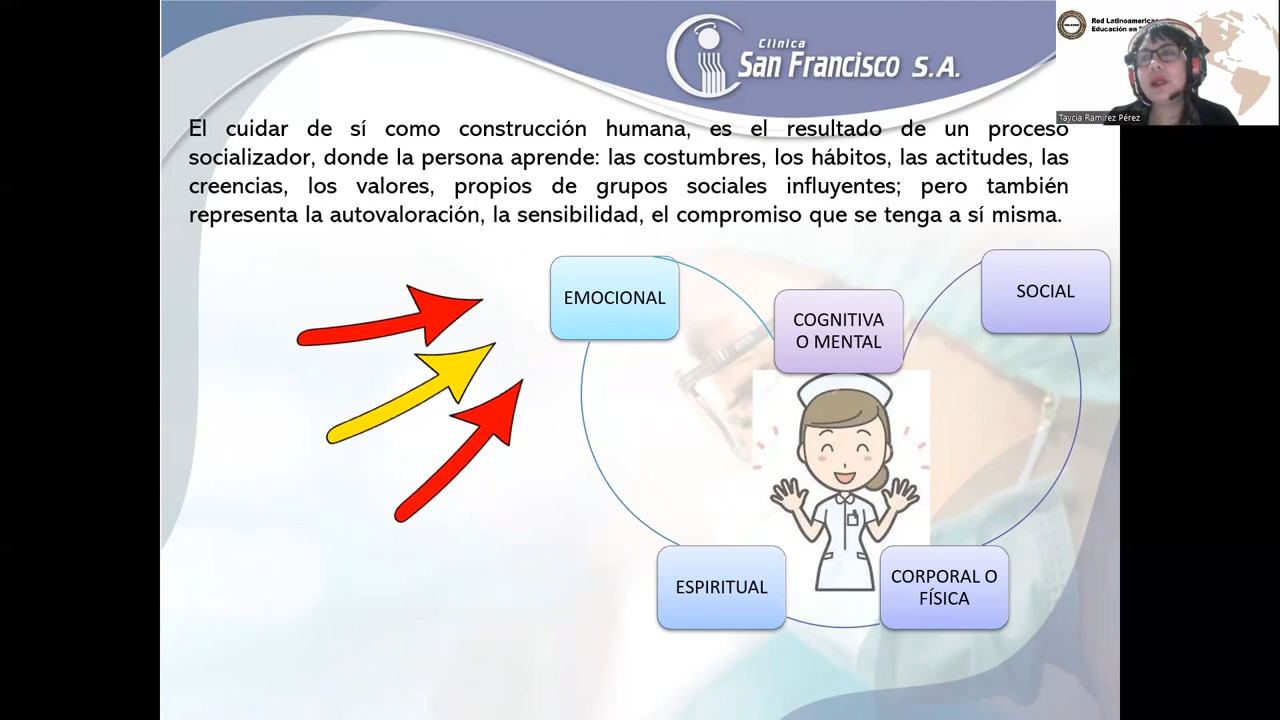 Clínica
San Francisco S.A.
Red Latinoamericana
Educación en
Taycia Ramírez Pérez
El cuidar de sí como construcción humana, es el resultado de un proceso
socializador, donde la persona aprende: las costumbres, los hábitos, las actitudes, las
creencias, los valores, propios de grupos sociales influyentes; pero también
representa la autovaloración, la sensibilidad, el compromiso que se tenga a sí misma.
EMOCIONAL
COGNITIVA
O MENTAL
SOCIAL
ESPIRITUAL
CORPORAL O
FÍSICA